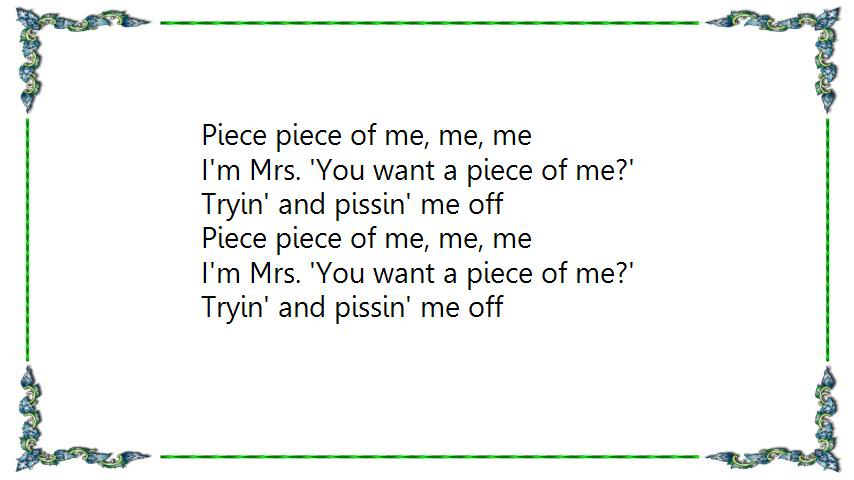 Piece piece of me, me, me
I'm Mrs. 'You want a piece of me?'
Tryin' and pissin' me off
Piece piece of me, me, me
I'm Mrs. 'You want a piece of me?'
Tryin' and pissin' me off